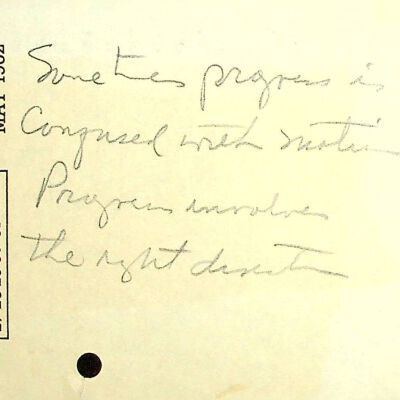 Sometimes progress is
Confused with motion
Progress involves
the right direction
MAY 1962